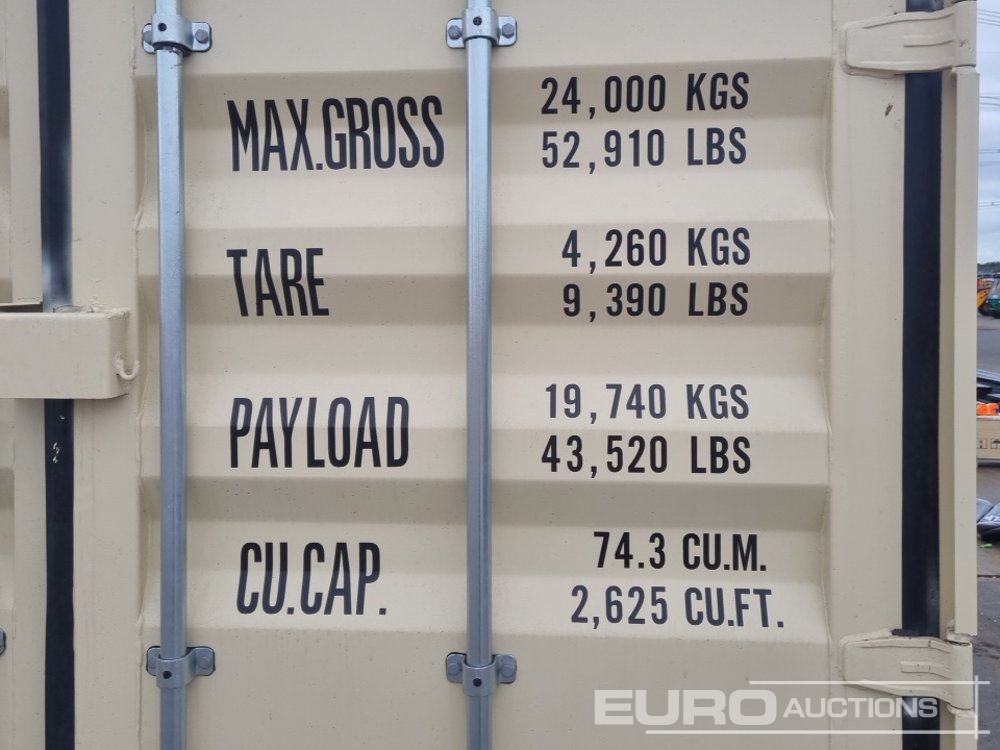 MAX.GROSS 24,000 KGS
52,910 LBS
TARE 4,260 KGS
9,390 LBS
PAYLOAD 19,740 KGS
43,520 LBS
CU.CAP. 74.3 CU.M.
2,625 CU.FT.
EURO AUCTIONS